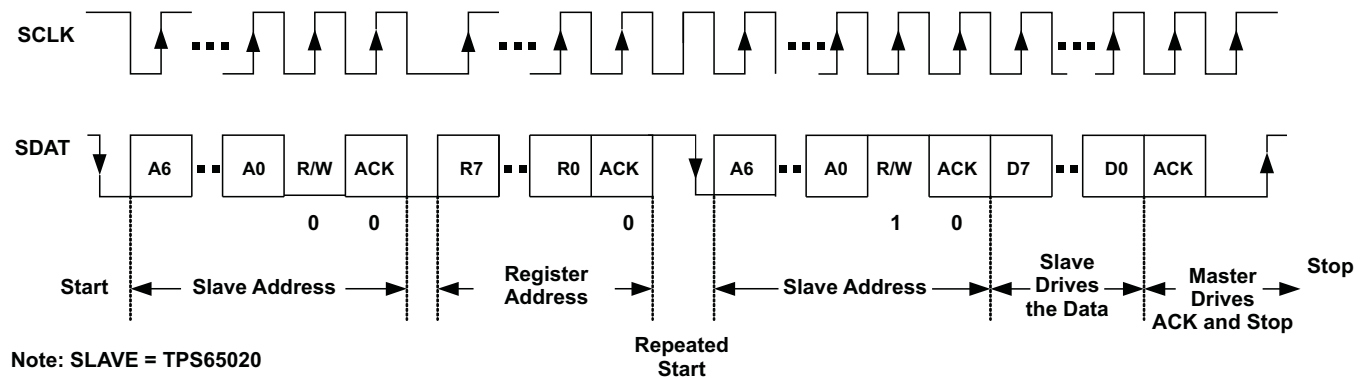 SCLK
SDAT
A6 A0 R/W ACK R7 R0 ACK A6 A0 R/W ACK D7 D0 ACK
0 0 0 1 0
Start
Slave Address
Register
Address
Repeated
Start
Slave Address
Slave
Drives
the Data
Master
Drives
ACK and Stop
Stop
Note: SLAVE = TPS65020